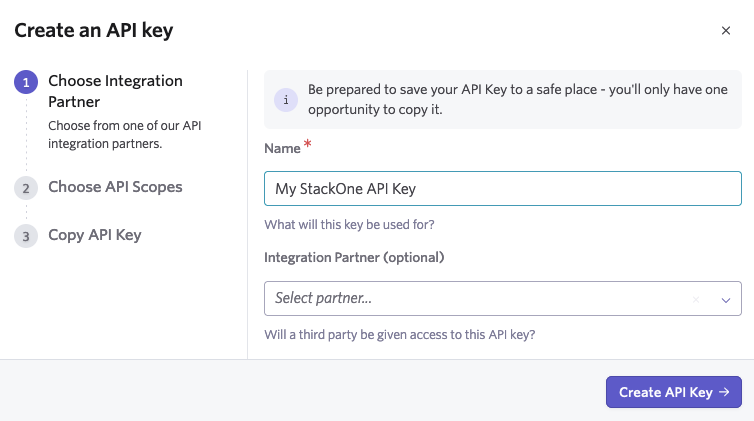 Create an API key
×
1
Choose Integration
Partner
Choose from one of our API
integration partners.
2
Choose API Scopes
3
Copy API Key
i
Be prepared to save your API Key to a safe place - you'll only have one
opportunity to copy it.
Name *
My StackOne API Key
What will this key be used for?
Integration Partner (optional)
Select partner...
Will a third party be given access to this API key?
Create API Key →